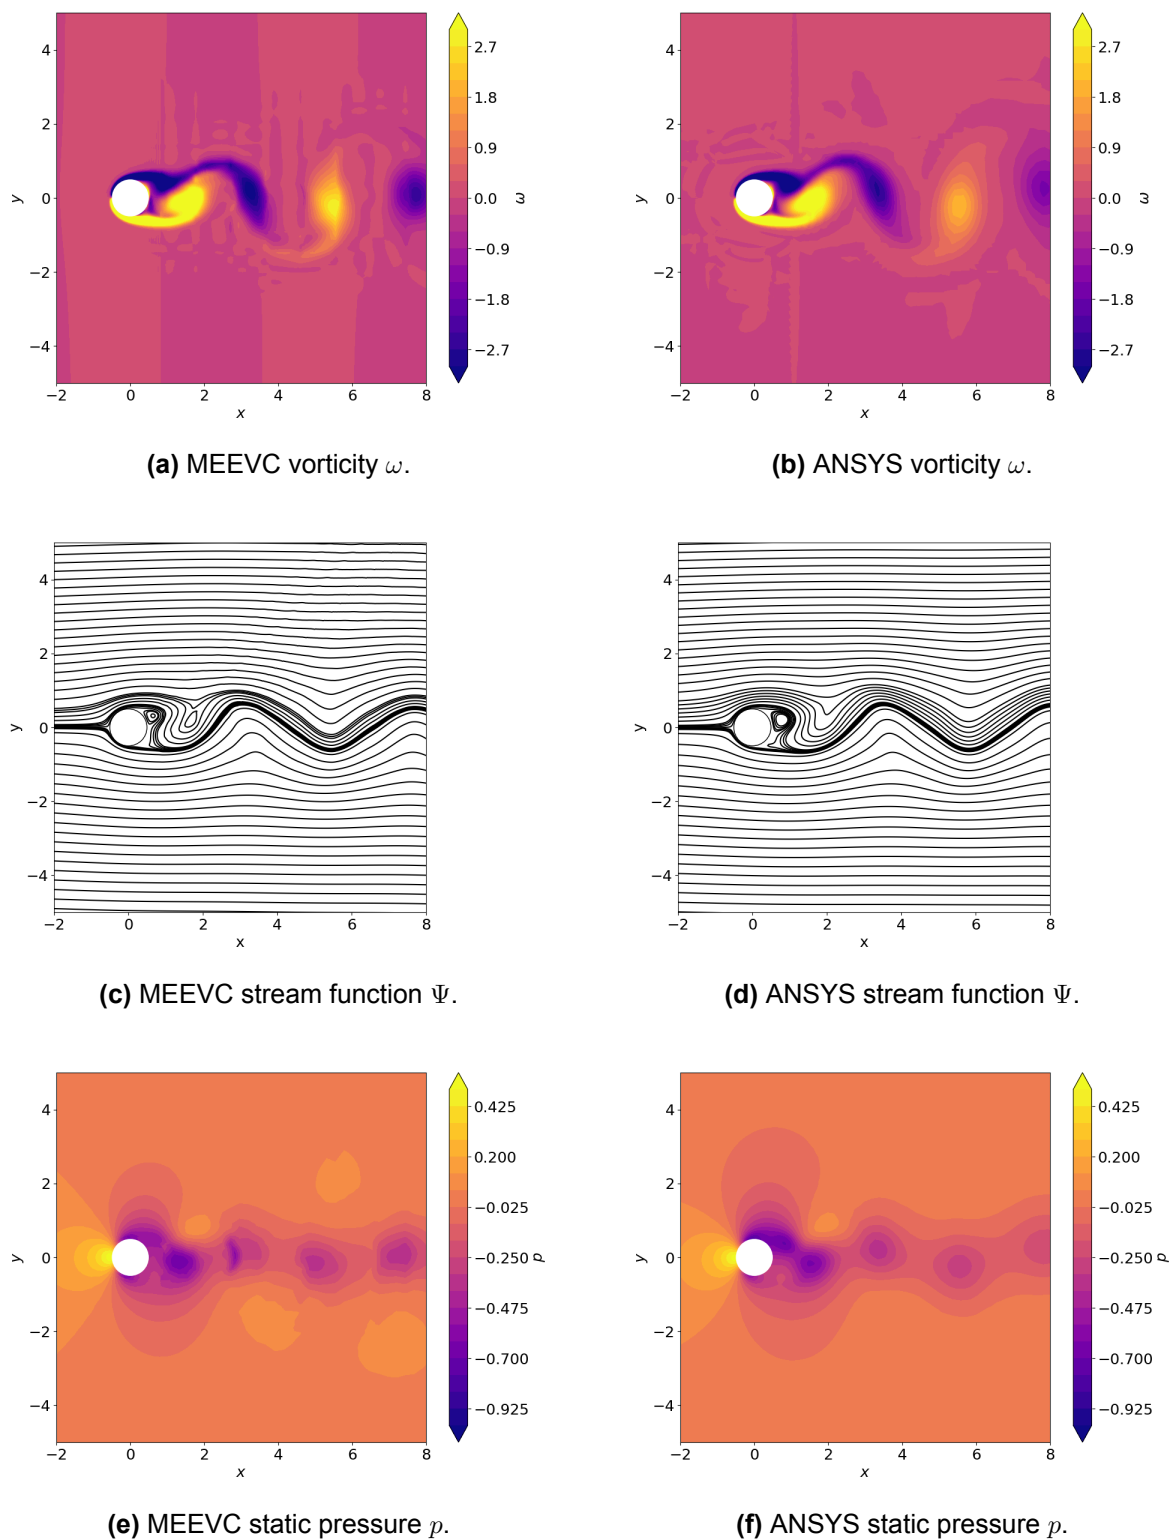 4
2
0
−2
−4
y
−2 0 2 4 6 8
x
2.7
1.8
0.9
0.0
−0.9
−1.8
−2.7
ω
(a) MEEVC vorticity ω.
4
2
0
−2
−4
y
−2 0 2 4 6 8
x
2.7
1.8
0.9
0.0
−0.9
−1.8
−2.7
ω
(b) ANSYS vorticity ω.
4
2
0
−2
−4
y
−2 0 2 4 6 8
x
(c) MEEVC stream function Ψ.
4
2
0
−2
−4
y
−2 0 2 4 6 8
x
(d) ANSYS stream function Ψ.
4
2
0
−2
−4
y
−2 0 2 4 6 8
x
0.425
0.200
−0.025
−0.250
−0.475
−0.700
−0.925
p
(e) MEEVC static pressure p.
4
2
0
−2
−4
y
−2 0 2 4 6 8
x
0.425
0.200
−0.025
−0.250
−0.475
−0.700
−0.925
p
(f) ANSYS static pressure p.